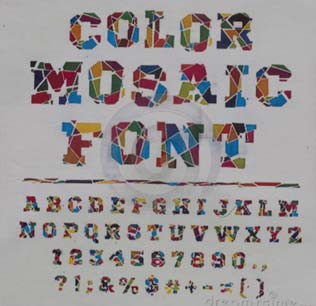 COLOR
MOSAIC
FONT
ABCDEFGHIJKLM
NOPQRSTUVWXYZ
1234567890.,
?!;&%$#*+-=[]